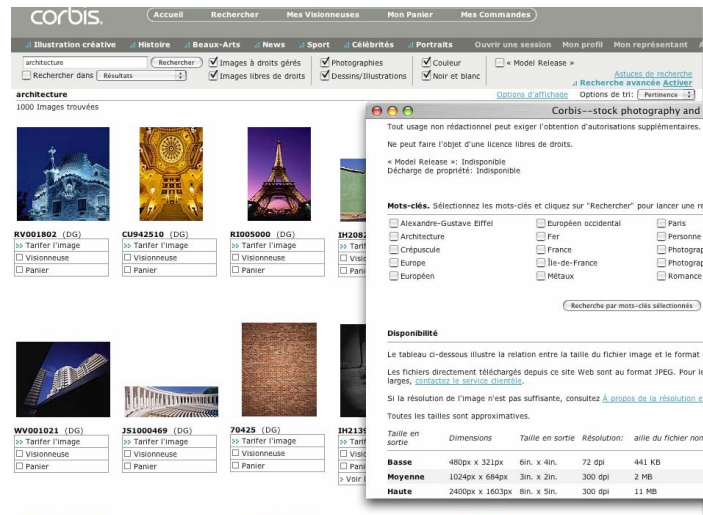 corbis.
Accueil Rechercher Mes Visionneuses Mon Panier Mes Commandes
Illustration créative Histoire Beaux-Arts News Sport Célébrités Portraits Ouvrir une session Mon profil Mon représentant
architecture Rechercher Images à droits gérés Photographies Couleur « Model Release »
Rechercher dans Résultats Images libres de droits Dessins/Illustrations Noir et blanc Astuces de recherche
Recherche avancée Activer
architecture Options d'affichage Options de tri: Pertinence
1000 Images trouvées
Corbis--stock photography and
Tout usage non rédactionnel peut exiger l'obtention d'autorisations supplémentaires.
Ne peut faire l'objet d'une licence libres de droits.
« Model Release »: Indisponible
Décharge de propriété: Indisponible
Mots-clés. Sélectionnez les mots-clés et cliquez sur "Rechercher" pour lancer une
Alexandre-Gustave Eiffel Européen occidental Paris
Architecture Fer Personne
Crépuscule France Photograp
Europe Île-de-France Photograp
Européen Métaux Romance
Recherche par mots-clés sélectionnés
Disponibilité
Le tableau ci-dessous illustre la relation entre la taille du fichier image et le format
Les fichiers directement téléchargés depuis ce site Web sont au format JPEG. Pour
larges, contactez le service clientèle.
Si la résolution de l'image n'est pas suffisante, consultez À propos de la résolution
Toutes les tailles sont approximatives.
Taille en sortie Dimensions Taille en sortie Résolution: aille du fichier non
Basse 480px x 321px 6in. x 4in. 72 dpi 441 KB
Moyenne 1024px x 684px 3in. x 2in. 300 dpi 2 MB
Haute 2400px x 1603px 8in. x 5in. 300 dpi 11 MB
RV001802 (DG) CU942510 (DG) RI005000 (DG) IH2082
Tarifer l'image Tarifer l'image Tarifer l'image Tarif
Visionneuse Visionneuse Visionneuse
Panier Panier Panier
WV001021 (DG) JS1000469 (DG) 70425 (DG) IH2139
Tarifer l'image Tarifer l'image Tarifer l'image Tarif
Visionneuse Visionneuse Visionneuse
Panier Panier Panier
Voir